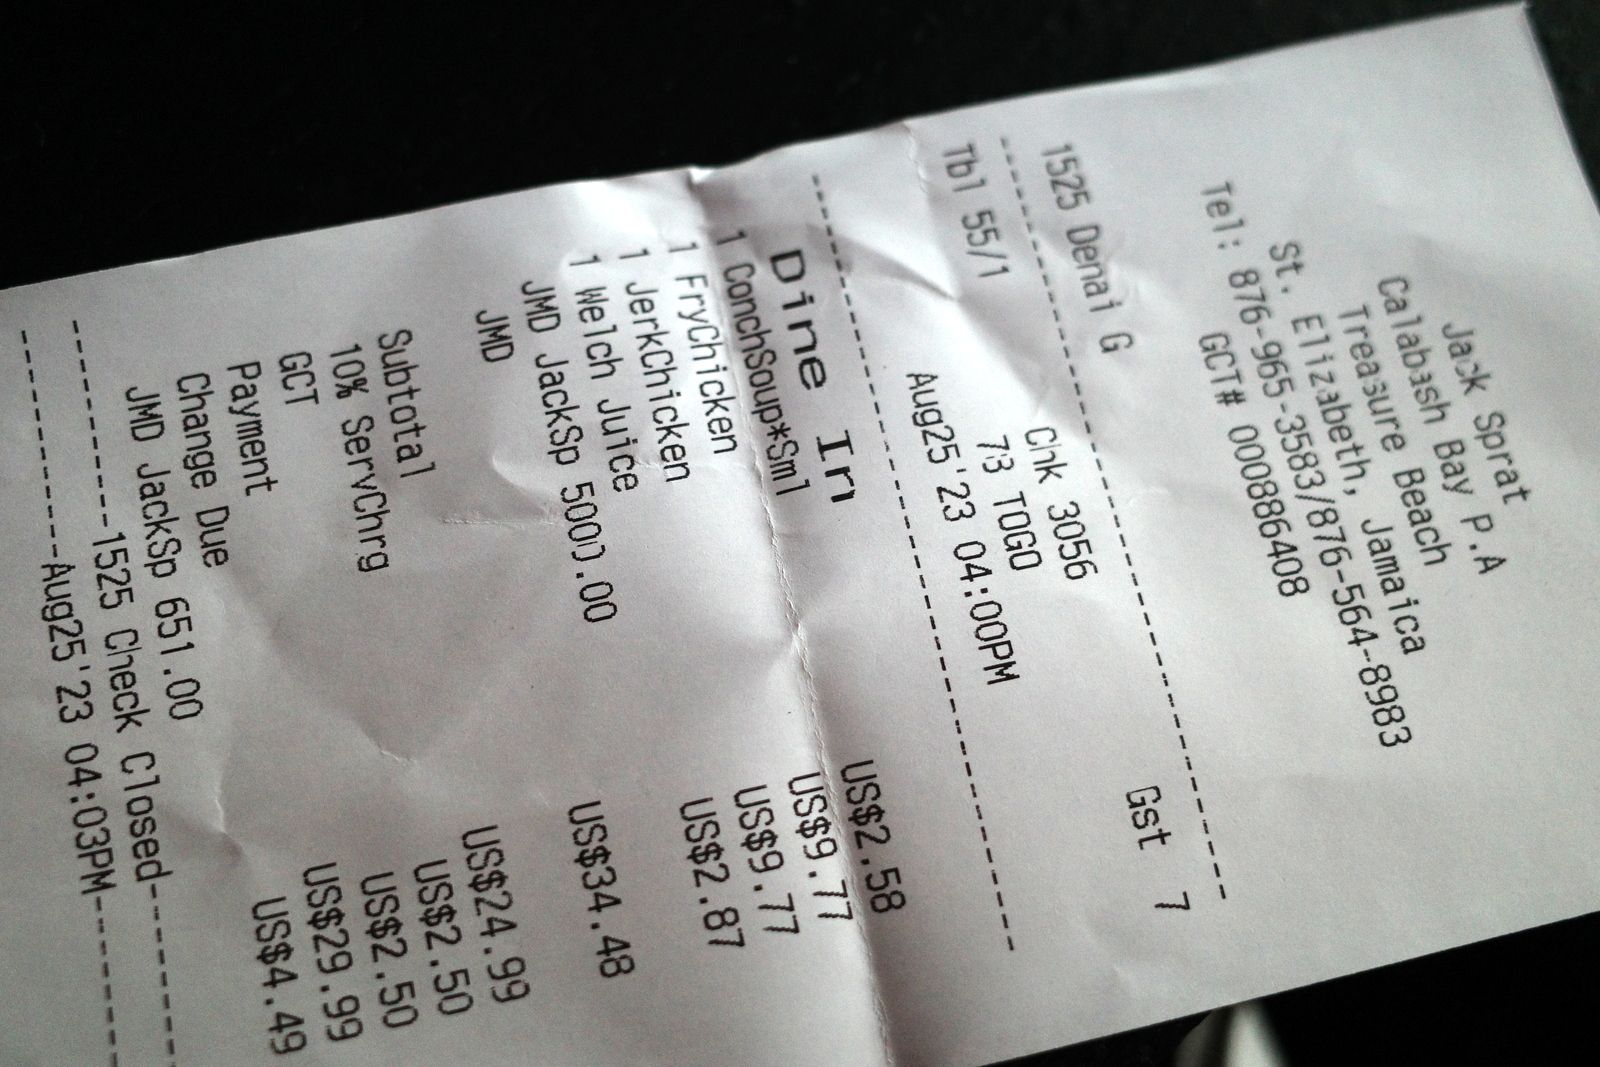 Jack Sprat
Calabash Bay P.A
Treasure Beach
St. Elizabeth, Jamaica
Tel: 876-965-3583/876-564-8983
GCT# 000886408
1525 Denai G
Tbl 55/1 Chk 3056 Gst 7
73 TOGO
Aug25'23 04:00PM
Dine In
1 ConchSoup*Sml US$2.58
1 FryChicken US$9.77
1 JerkChicken US$9.77
1 Welch Juice US$2.87
JMD JackSp 5000.00
JMD US$34.48
Subtotal US$24.99
10% ServChrg US$2.50
GCT US$2.50
Payment US$29.99
Change Due US$4.49
JMD JackSp 651.00
--------1525 Check Closed--------
---------Aug25'23 04:03PM---------